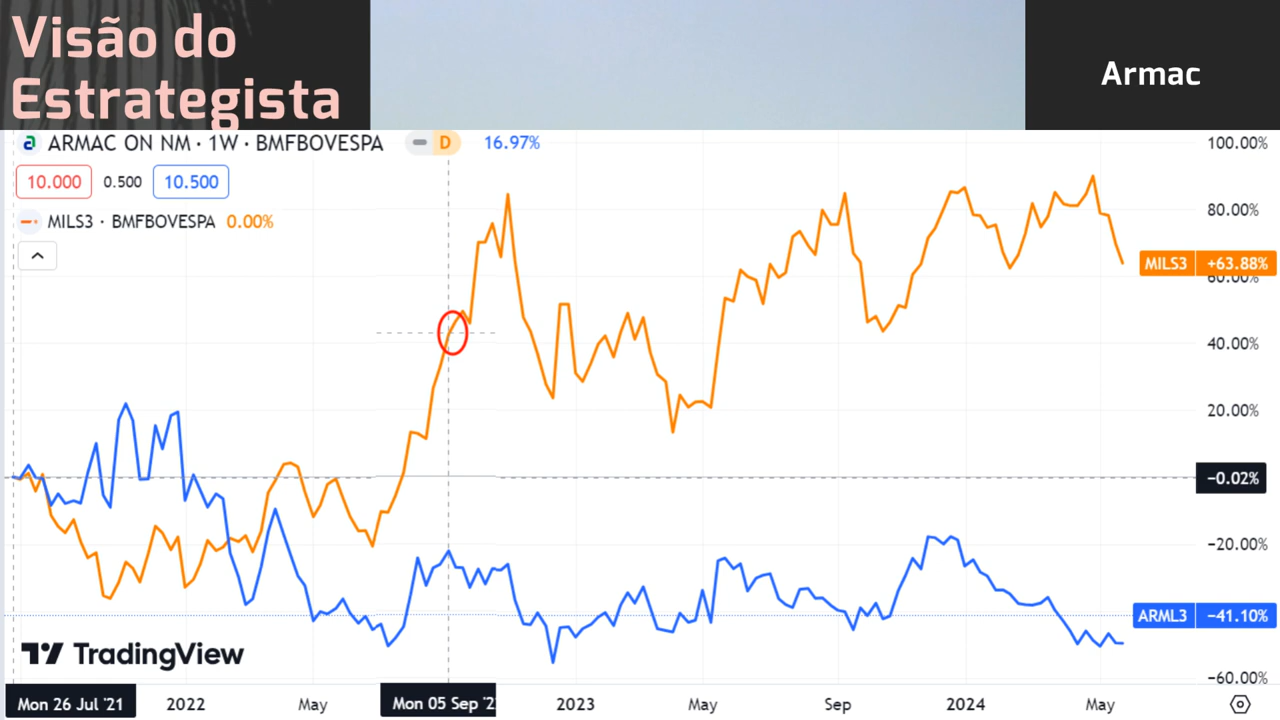 Visão do
Estrategista
Armac
ARMAC ON NM · 1W · BMFBOVESPA
D
16.97%
10.000
0.500
10.500
MILS3 · BMFBOVESPA 0.00%
100.00%
80.00%
MILS3 +63.88%
60.00%
40.00%
20.00%
−0.02%
−20.00%
ARML3 −41.10%
−60.00%
TradingView
Mon 26 Jul '21
2022
May
Mon 05 Sep '2
2023
May
Sep
2024
May